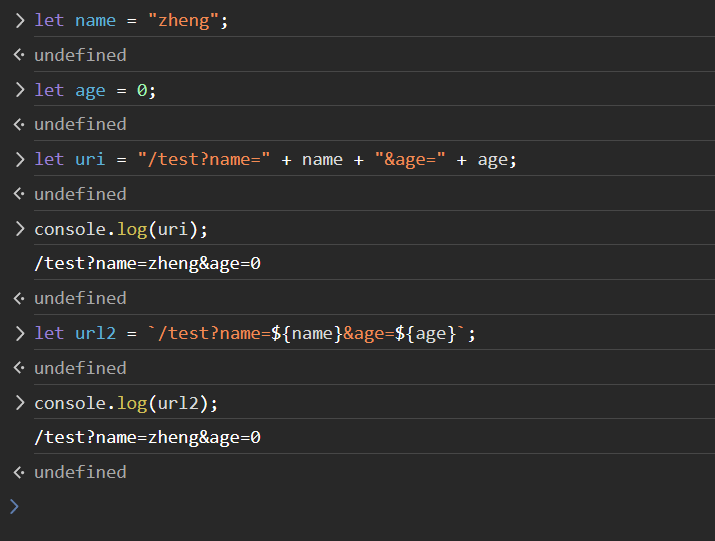 > let name = "zheng";
<· undefined
> let age = 0;
<· undefined
> let uri = "/test?name=" + name + "&age=" + age;
<· undefined
> console.log(uri);
/test?name=zheng&age=0
<· undefined
> let url2 = `/test?name=${name}&age=${age}`;
<· undefined
> console.log(url2);
/test?name=zheng&age=0
<· undefined
>